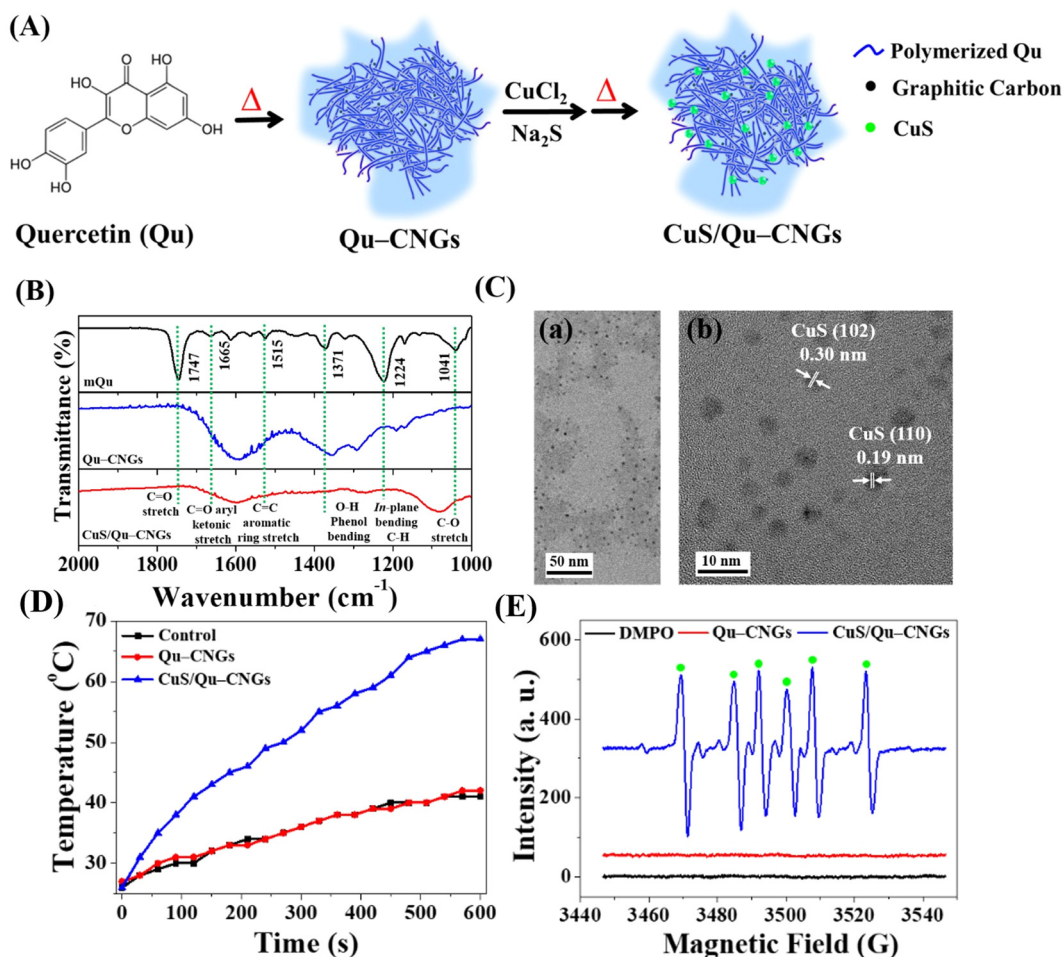 (A)
HO
O
OH
HO
O
OH
HO
HO
Δ
CuCl2
Na2S
Δ
Polymerized Qu
Graphitic Carbon
CuS
Quercetin (Qu)
Qu–CNGs
CuS/Qu–CNGs
(B)
Transmittance (%)
1747
1665
1515
1371
1224
1041
mQu
Qu–CNGs
C=O
stretch
C=O aryl
ketonic
stretch
C=C
aromatic
ring stretch
O-H
Phenol
bending
In-plane
bending
C-H
C-O
stretch
CuS/Qu–CNGs
2000 1800 1600 1400 1200 1000
Wavenumber (cm-1)
(C)
(a)
50 nm
(b)
CuS (102)
0.30 nm
CuS (110)
0.19 nm
10 nm
(D)
Temperature (oC)
70
60
50
40
30
Control
Qu–CNGs
CuS/Qu–CNGs
0 100 200 300 400 500 600
Time (s)
(E)
Intensity (a. u.)
DMPO Qu–CNGs CuS/Qu–CNGs
600
400
200
0
3440 3460 3480 3500 3520 3540
Magnetic Field (G)